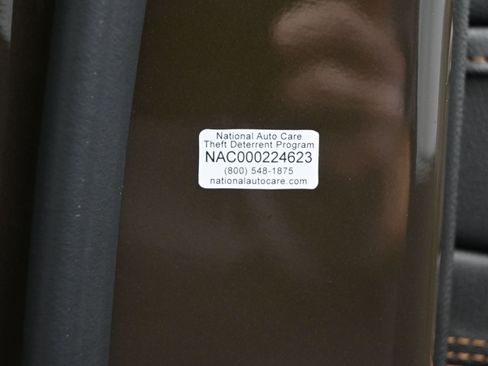 National Auto Care
Theft Deterrent Program
NAC000224623
(800) 548-1875
nationalautocare.com